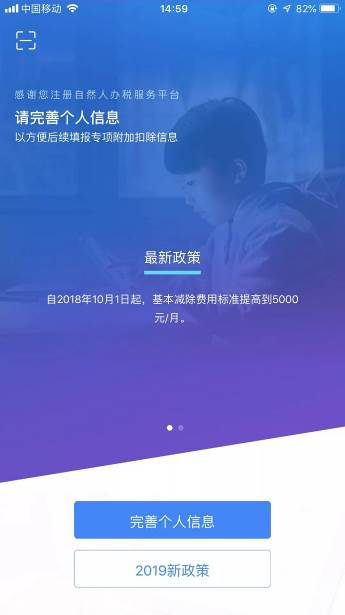 中国移动
14:59
82%
感谢您注册自然人办税服务平台
请完善个人信息
以方便后续填报专项附加扣除信息
最新政策
自2018年10月1日起，基本减除费用标准提高到5000
元/月。
完善个人信息
2019新政策